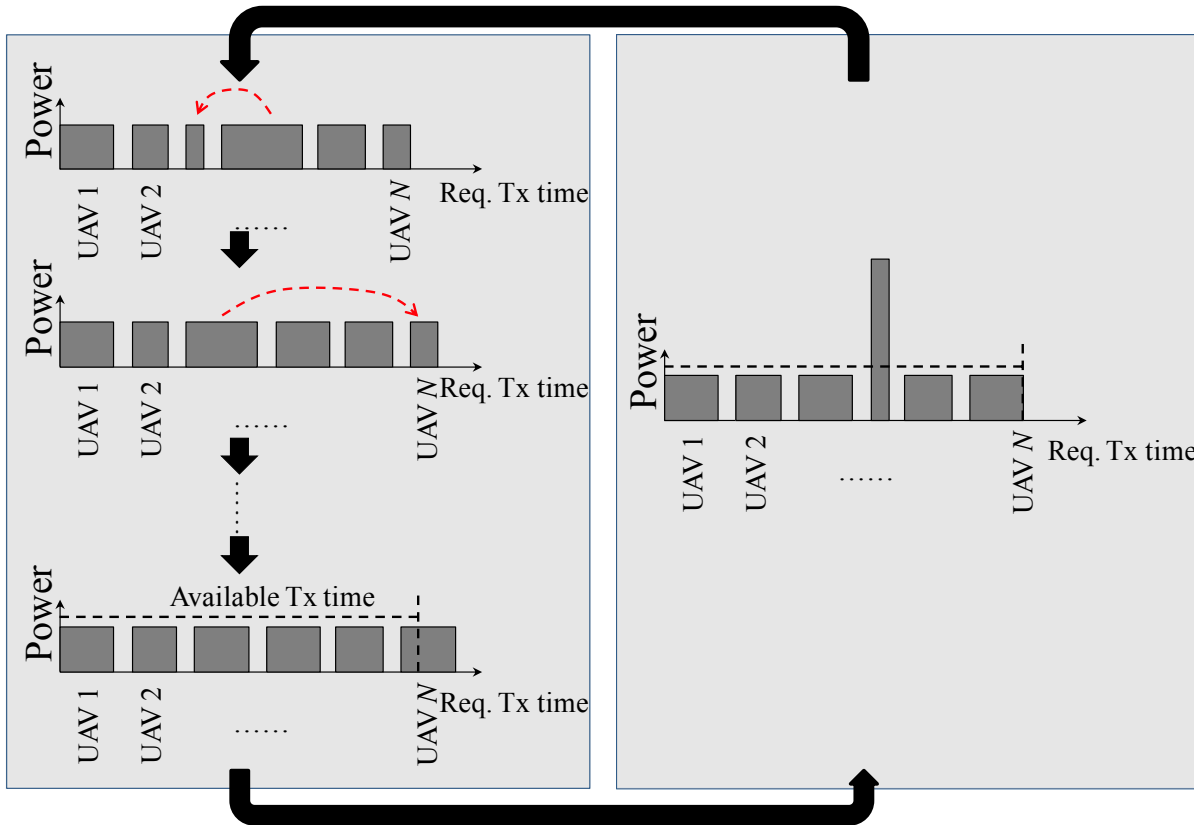 Power
Req. Tx time
UAV 1
UAV 2
UAV N
........
Power
Req. Tx time
UAV 1
UAV 2
UAV N
........
Available Tx time
Power
Req. Tx time
UAV 1
UAV 2
UAV N
........
Power
Req. Tx time
UAV 1
UAV 2
UAV N
........